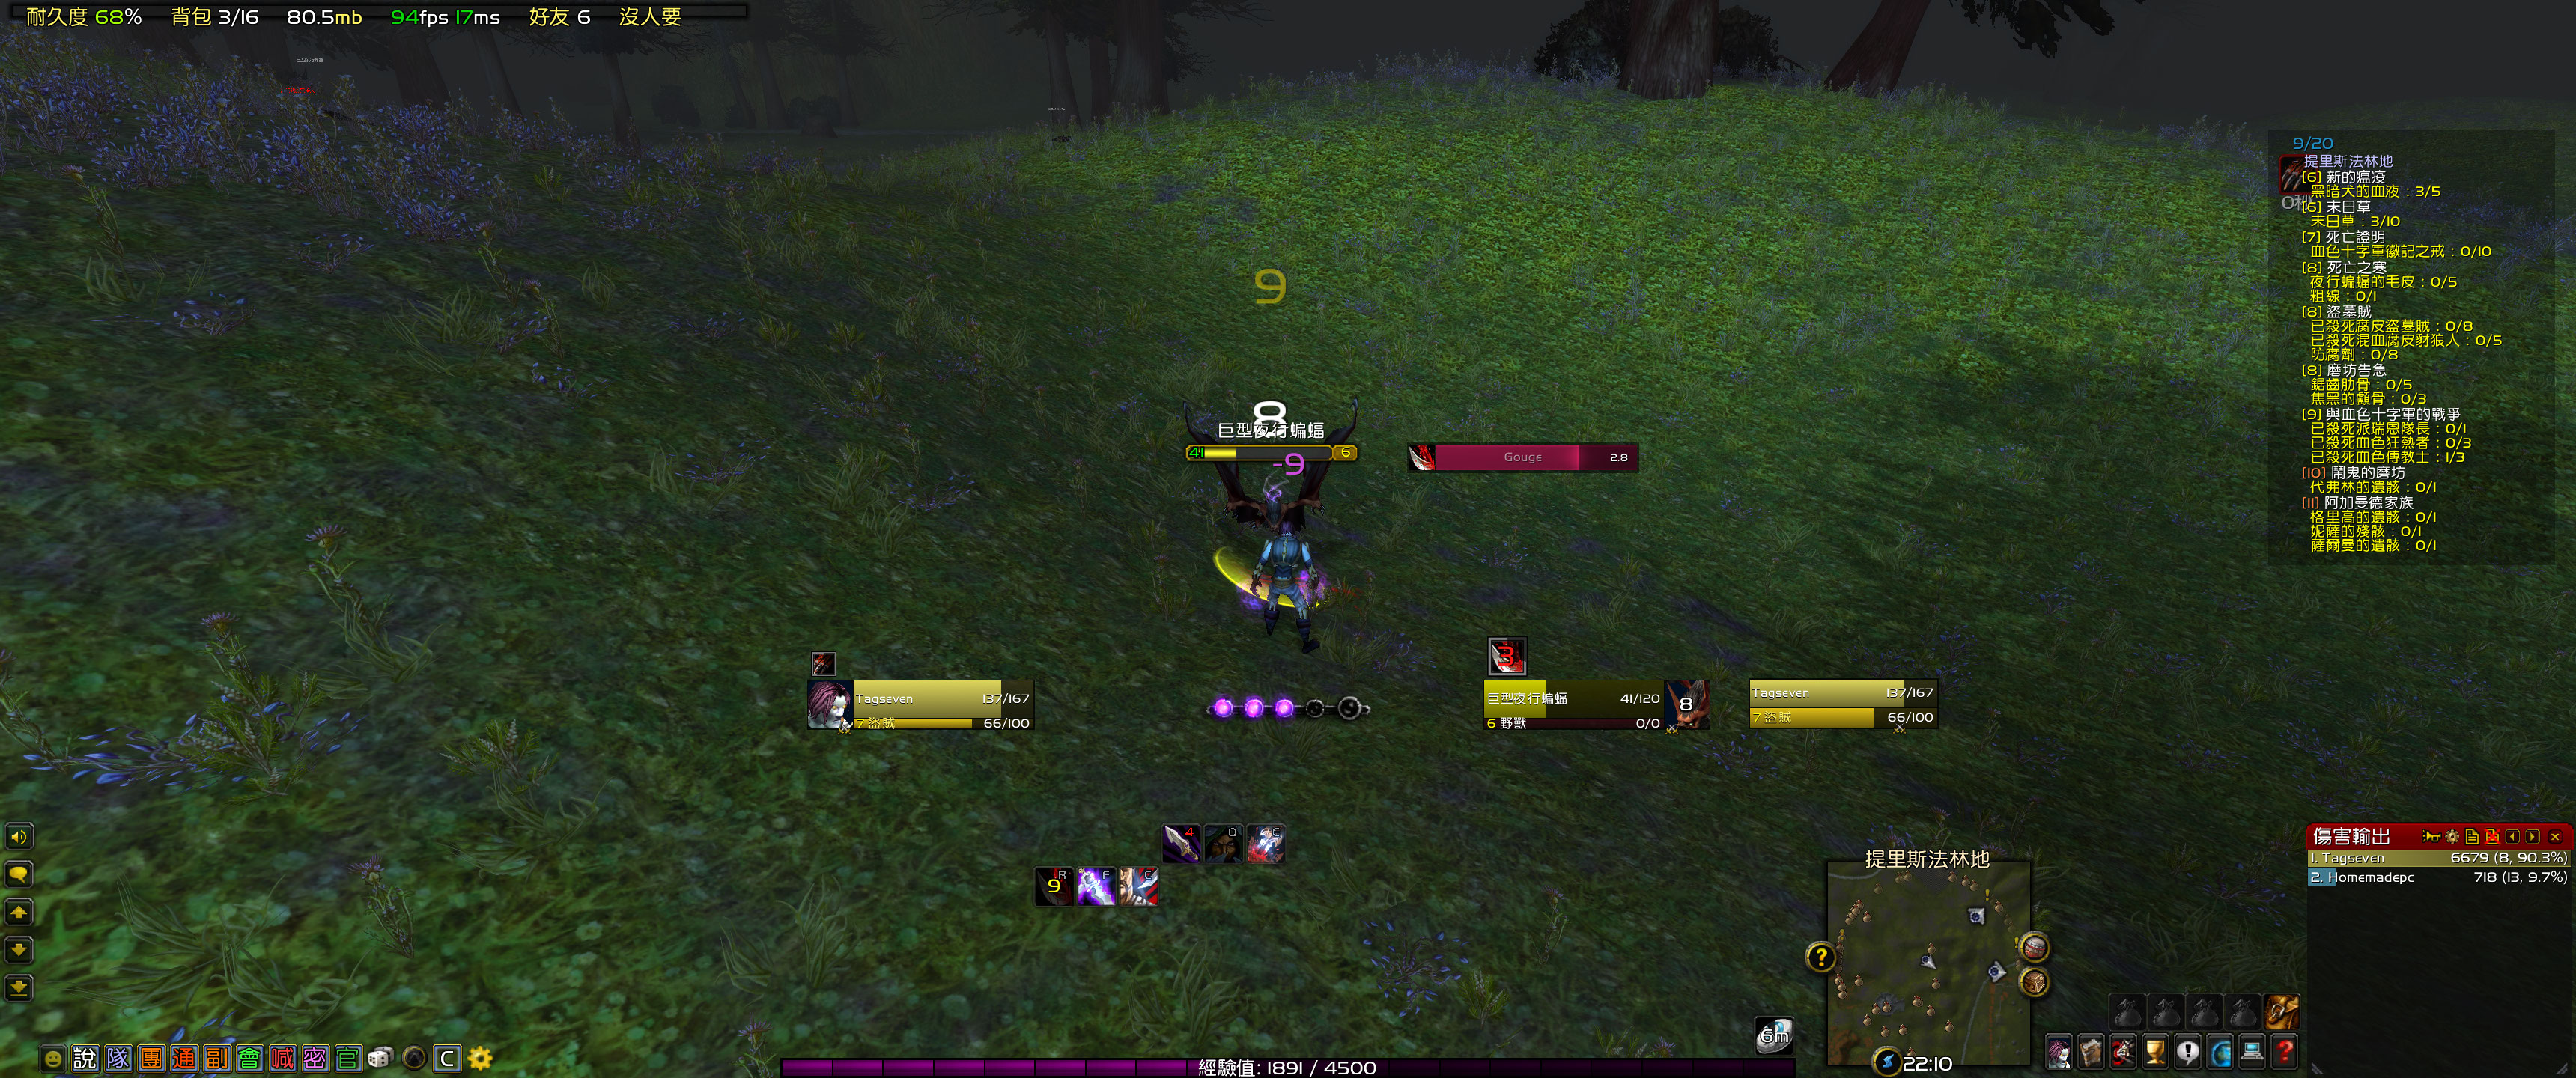 耐久度 68% 背包 3/16 80.5mb 94fps 17ms 好友 6 沒人要
9/20
- 提里斯法林地
[6] 新的瘟疫
黑暗犬的血液：3/5
0秒
[6] 末日草
末日草：3/10
[7] 死亡證明
血色十字軍徽記之戒：0/10
[8] 死亡之寒
夜行蝙蝠的毛皮：0/5
粗線：0/1
[8] 盜墓賊
已殺死腐皮盜墓賊：0/8
已殺死混血腐皮豺狼人：0/5
防腐劑：0/8
[8] 磨坊告急
鋸齒肋骨：0/5
焦黑的顱骨：0/3
[9] 與血色十字軍的戰爭
已殺死派瑞恩隊長：0/1
已殺死血色狂熱者：0/3
已殺死血色傳教士：1/3
[10] 鬧鬼的磨坊
代弗林的遺骸：0/1
[11] 阿加曼德家族
格里高的遺骸：0/1
妮薩的殘骸：0/1
薩爾曼的遺骸：0/1
9
8
巨型夜行蝙蝠
41 6
-9
Gouge 2.8
3
Tagseven 137/167
7 盜賊 66/100
巨型夜行蝙蝠 41/120
8
6 野獸 0/0
Tagseven 137/167
7 盜賊 66/100
4 Q C
R F C
9
提里斯法林地
6m
22:10
傷害輸出
1. Tagseven 6679 (8, 90.3%)
2. Homemadepc 718 (13, 9.7%)
說 隊 團 通 副 會 喊 密 官 C
經驗值: 1891 / 4500